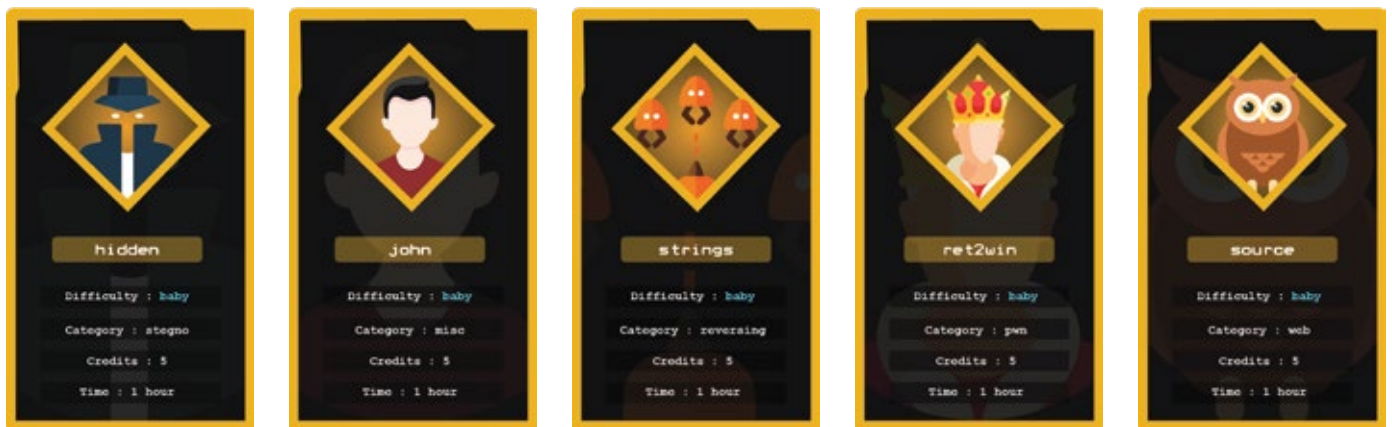 hidden
Difficulty : baby
Category : stegno
Credits : 5
Time : 1 hour
john
Difficulty : baby
Category : misc
Credits : 5
Time : 1 hour
strings
Difficulty : baby
Category : reversing
Credits : 5
Time : 1 hour
ret2win
Difficulty : baby
Category : pwn
Credits : 5
Time : 1 hour
source
Difficulty : baby
Category : web
Credits : 5
Time : 1 hour